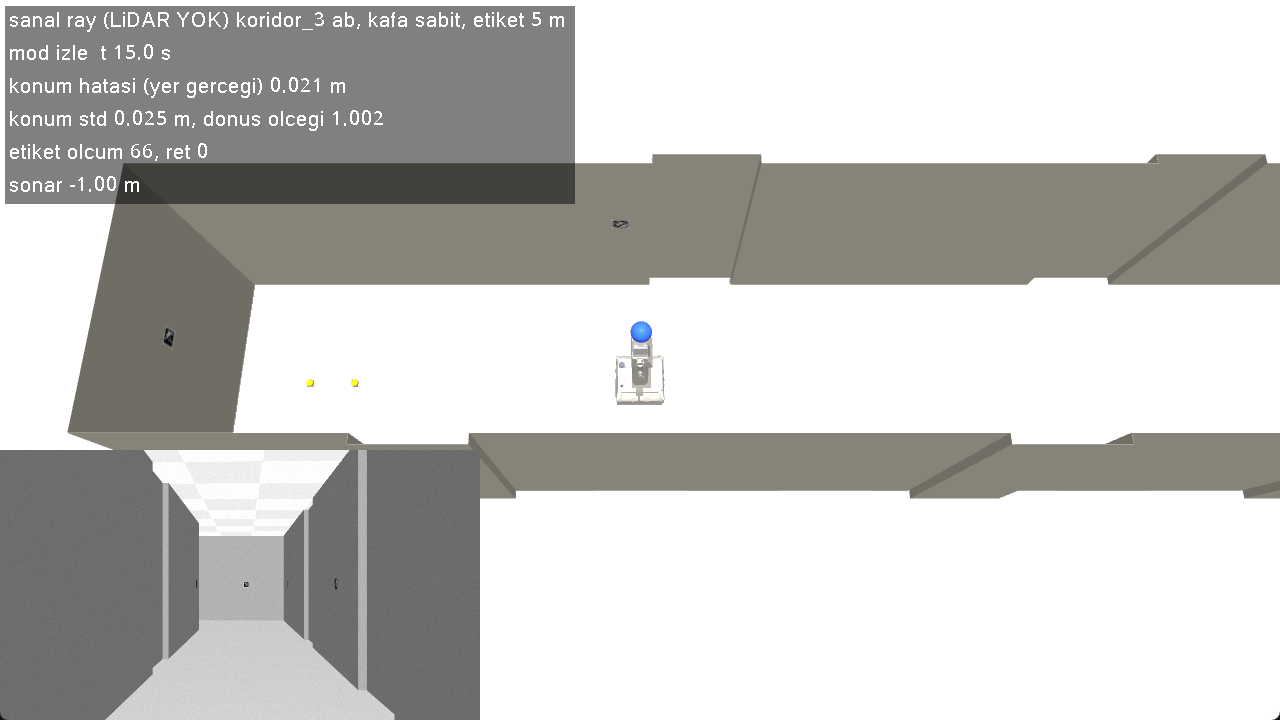 sanal ray (LiDAR YOK) koridor_3 ab, kafa sabit, etiket 5 m
mod izle  t 15.0 s
konum hatasi (yer gercegi) 0.021 m
konum std 0.025 m, donus olcegi 1.002
etiket olcum 66, ret 0
sonar -1.00 m